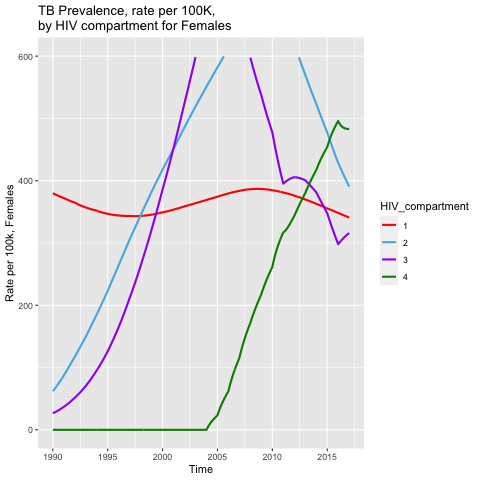 TB Prevalence, rate per 100K,
by HIV compartment for Females
600
400
200
0
Rate per 100k, Females
1990 1995 2000 2005 2010 2015
Time
HIV_compartment
1
2
3
4